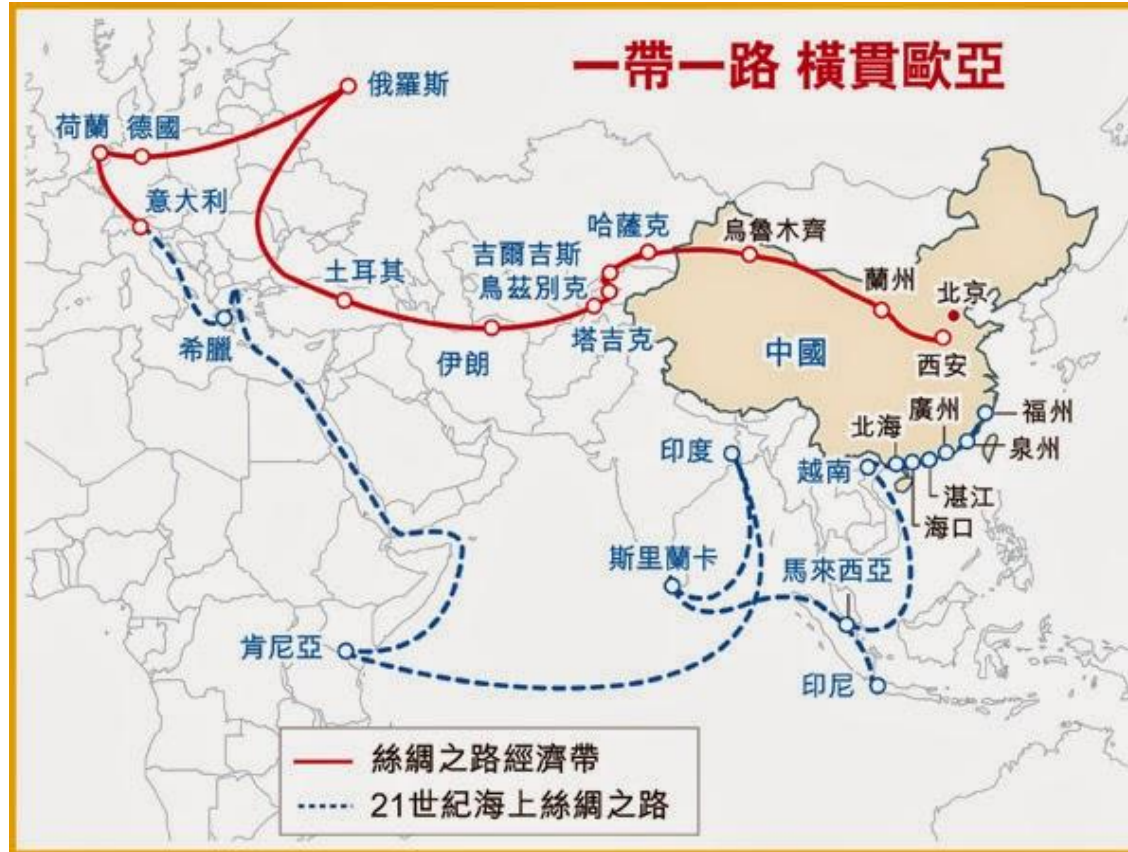 一帶一路 橫貫歐亞
俄羅斯
荷蘭
德國
意大利
哈薩克
烏魯木齊
吉爾吉斯
烏茲別克
土耳其
蘭州
北京
希臘
伊朗
塔吉克
中國
西安
廣州
福州
北海
印度
越南
泉州
湛江
海口
斯里蘭卡
馬來西亞
肯尼亞
印尼
絲綢之路經濟帶
21世紀海上絲綢之路